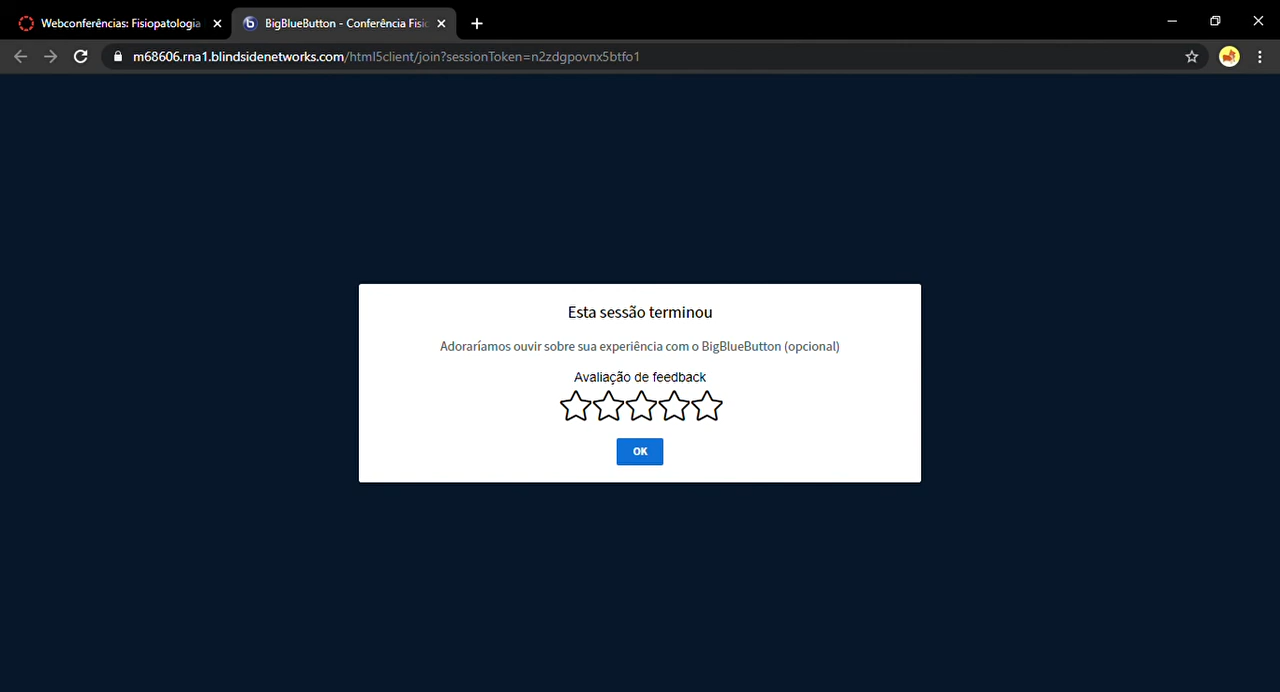 Webconferências: Fisiopatologia
BigBlueButton - Conferência Fisi
m68606.rna1.blindsidenetworks.com/html5client/join?sessionToken=n2zdgpovnx5btfo1
Esta sessão terminou
Adoraríamos ouvir sobre sua experiência com o BigBlueButton (opcional)
Avaliação de feedback
OK